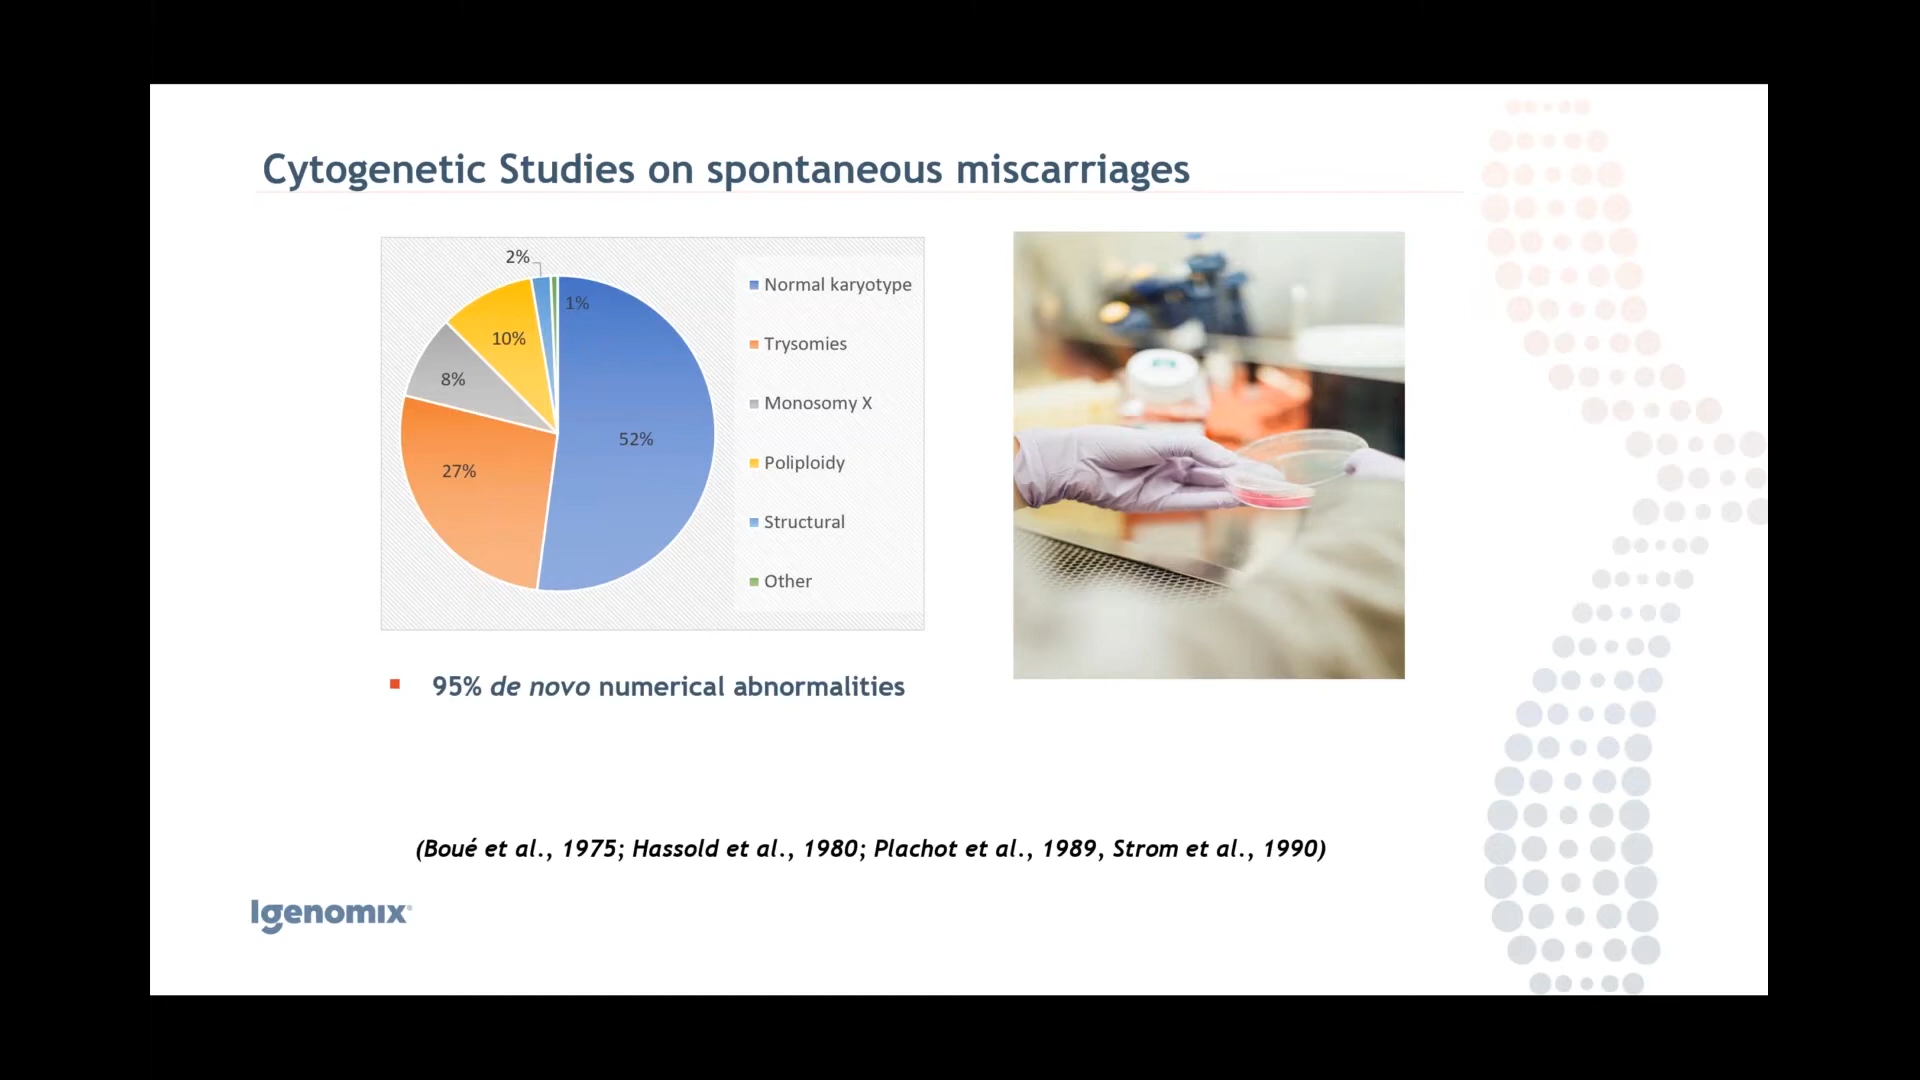 Cytogenetic Studies on spontaneous miscarriages
2%
1%
10%
8%
52%
27%
Normal karyotype
Trysomies
Monosomy X
Poliploidy
Structural
Other
95% de novo numerical abnormalities
(Boué et al., 1975; Hassold et al., 1980; Plachot et al., 1989, Strom et al., 1990)
Igenomix®